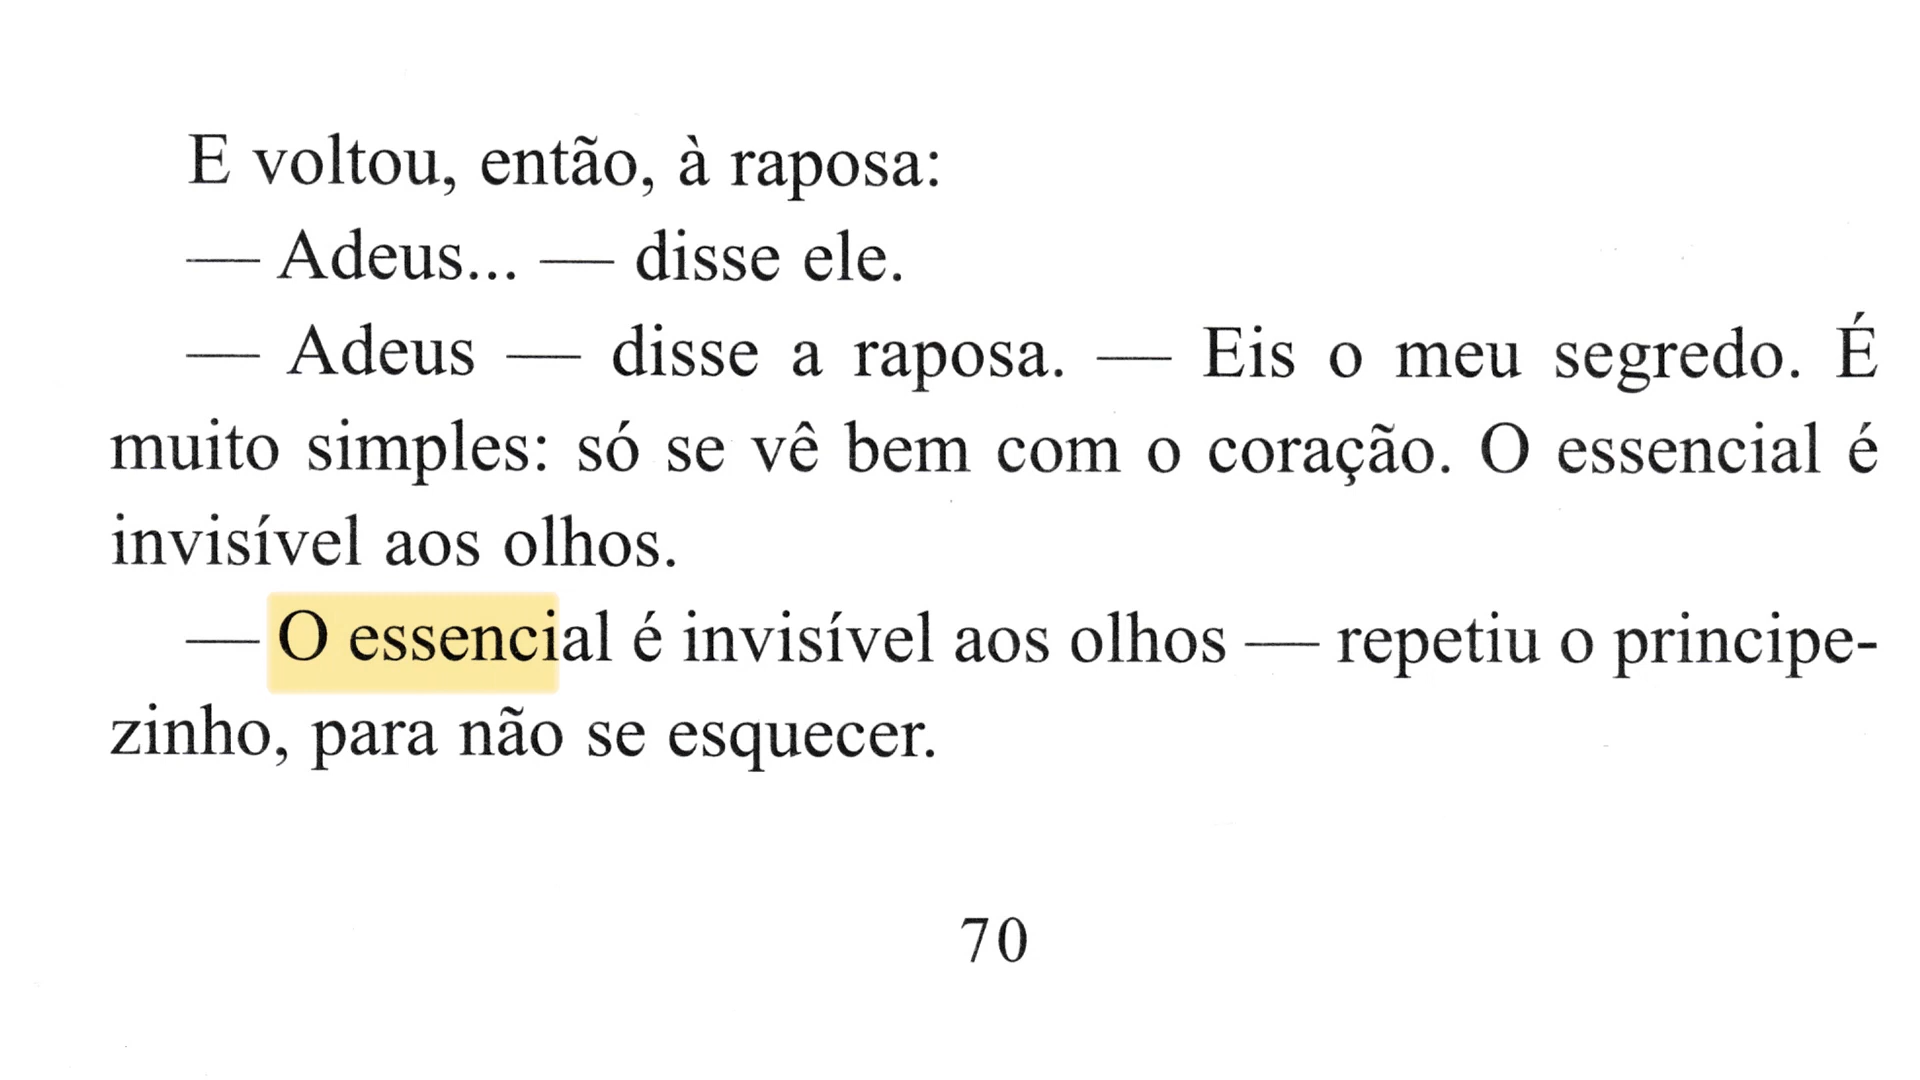 E voltou, então, à raposa:
— Adeus... — disse ele.
— Adeus — disse a raposa. — Eis o meu segredo. É
muito simples: só se vê bem com o coração. O essencial é
invisível aos olhos.
— O essencial é invisível aos olhos — repetiu o principe-
zinho, para não se esquecer.
70